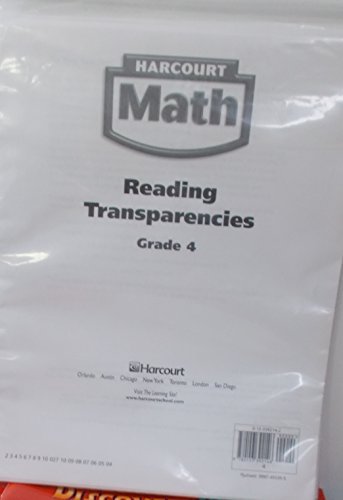 HARCOURT
Math
Reading
Transparencies
Grade 4
Harcourt
Orlando Austin Chicago New York Toronto London San Diego
Visit The Learning Site!
www.harcourtschool.com
2 3 4 5 6 7 8 9 10 027 10 09 08 07 06 05 04
4
DISCOVER